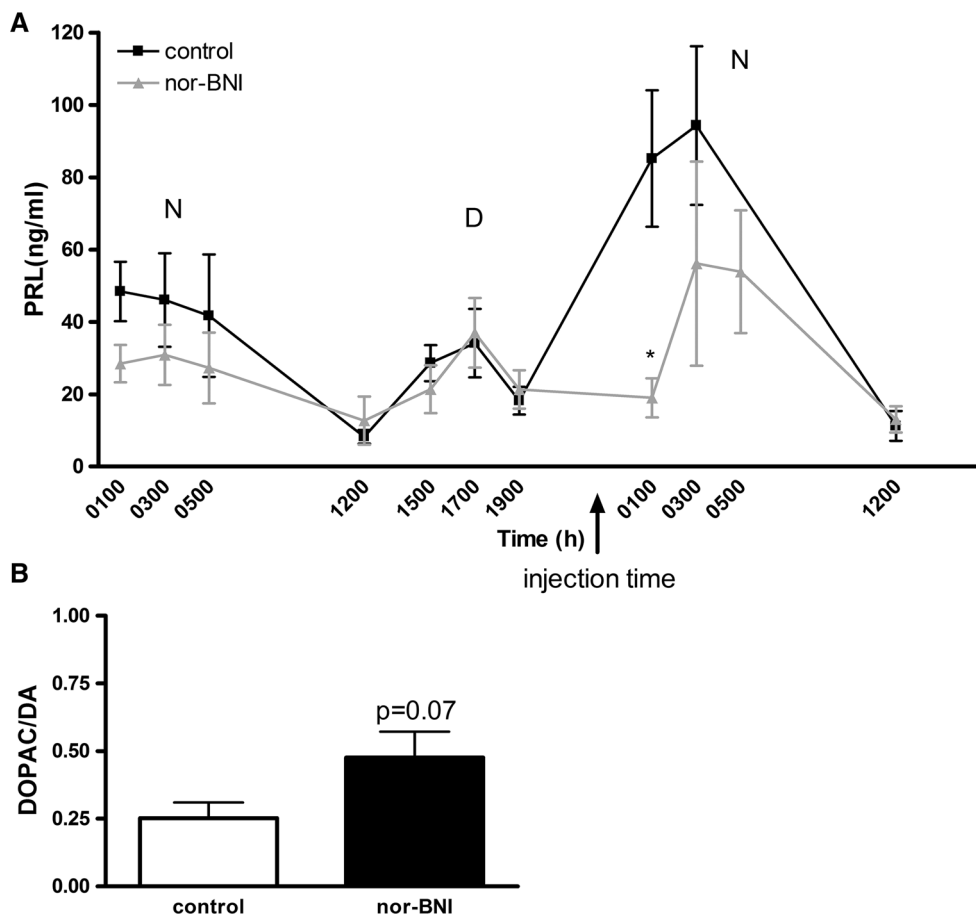 A
120
100
80
60
40
20
0
PRL(ng/ml)
control
nor-BNI
N
D
N
*
0100
0300
0500
1200
1500
1700
1900
0100
0300
0500
1200
Time (h)
injection time
B
1.00
0.75
0.50
0.25
0.00
DOPAC/DA
p=0.07
control
nor-BNI